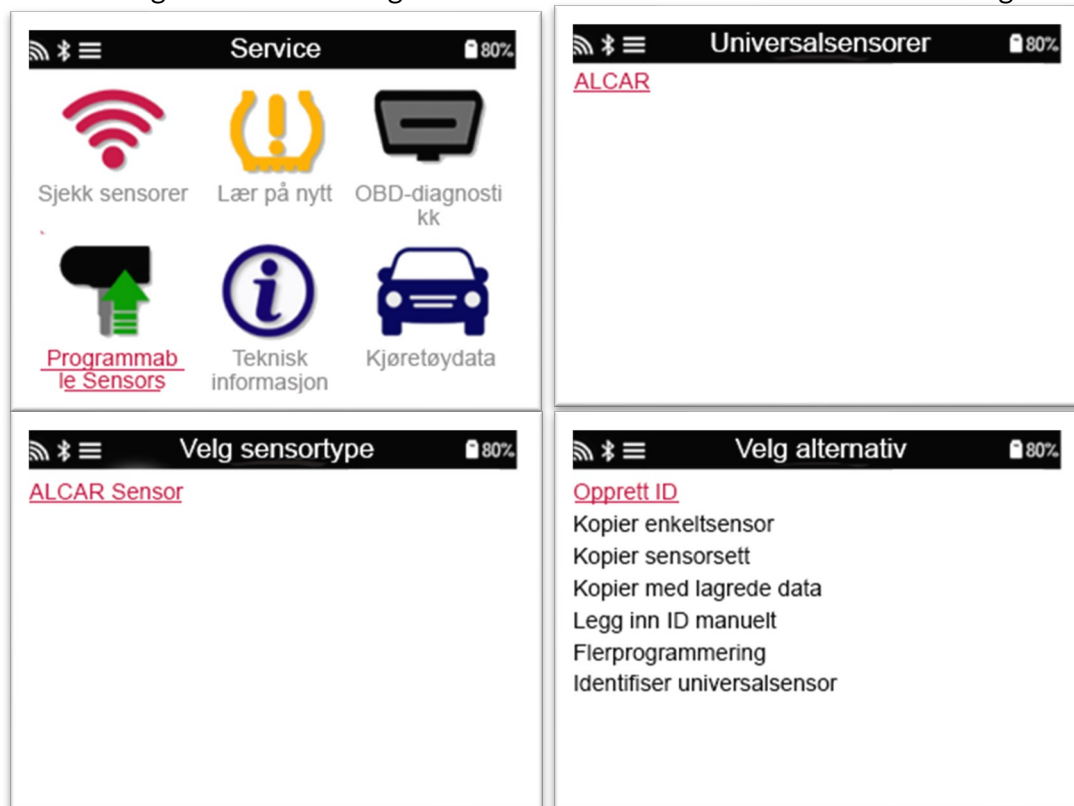 Service
80%
Sjekk sensorer
Lær på nytt
OBD-diagnosti
kk
Programmab
le Sensors
Teknisk
informasjon
Kjøretøydata
Universalsensorer
80%
ALCAR
Velg sensortype
80%
ALCAR Sensor
Velg alternativ
80%
Opprett ID
Kopier enkeltsensor
Kopier sensorsett
Kopier med lagrede data
Legg inn ID manuelt
Flerprogrammering
Identifiser universalsensor